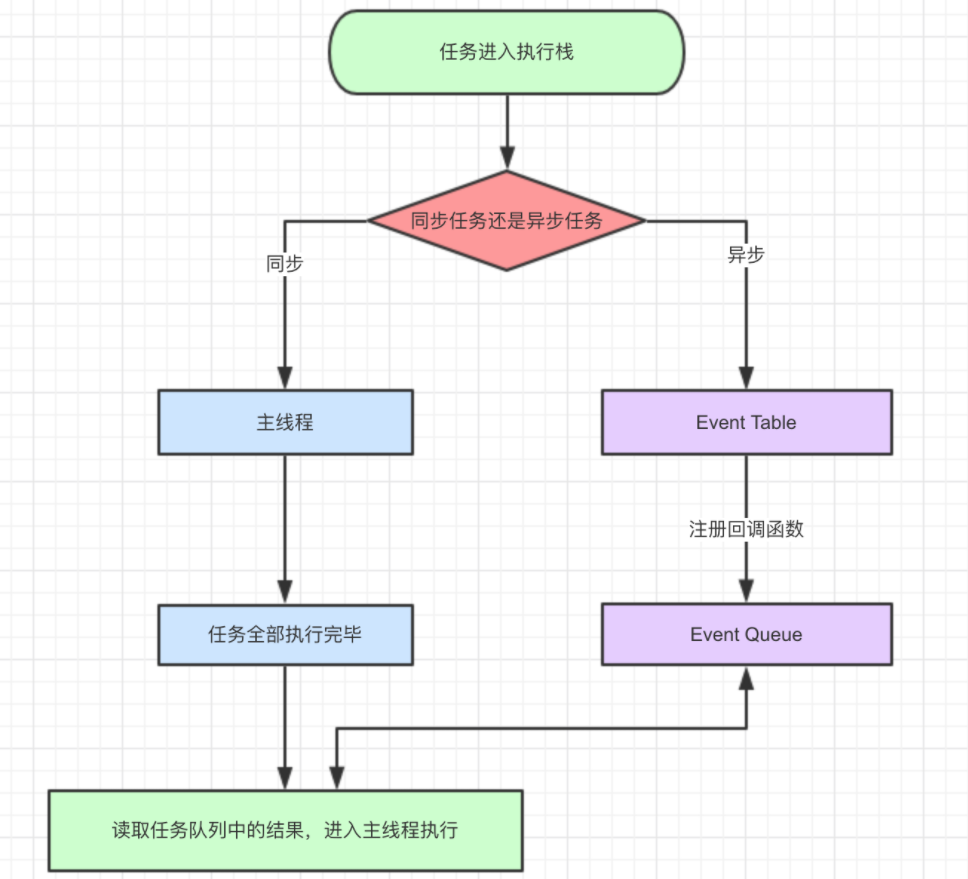 任务进入执行栈
同步任务还是异步任务
同步
异步
主线程
Event Table
注册回调函数
任务全部执行完毕
Event Queue
读取任务队列中的结果，进入主线程执行